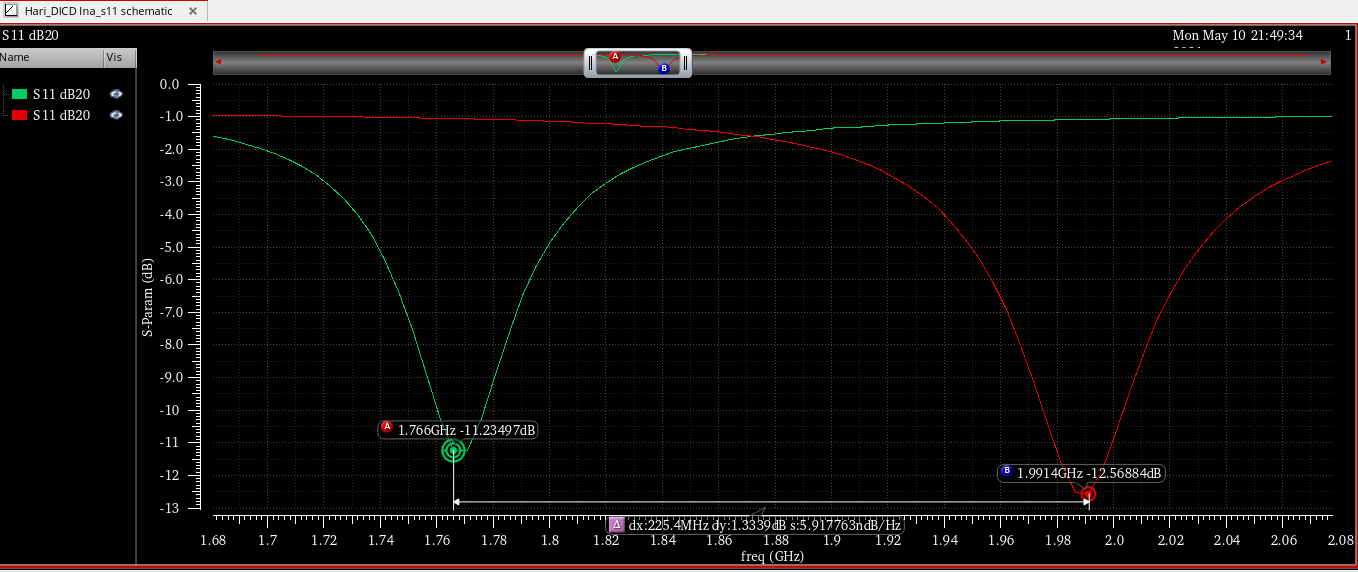 Hari_DICD lna_s11 schematic
S11 dB20
Mon May 10 21:49:34
1
Name Vis
S11 dB20
S11 dB20
A
B
S-Param (dB)
0.0
-1.0
-2.0
-3.0
-4.0
-5.0
-6.0
-7.0
-8.0
-9.0
-10
-11
-12
-13
A 1.766GHz -11.23497dB
B 1.9914GHz -12.56884dB
Δ dx:225.4MHz dy:1.3339dB s:5.917763ndB/Hz
1.68 1.7 1.72 1.74 1.76 1.78 1.8 1.82 1.84 1.86 1.88 1.9 1.92 1.94 1.96 1.98 2.0 2.02 2.04 2.06 2.08
freq (GHz)